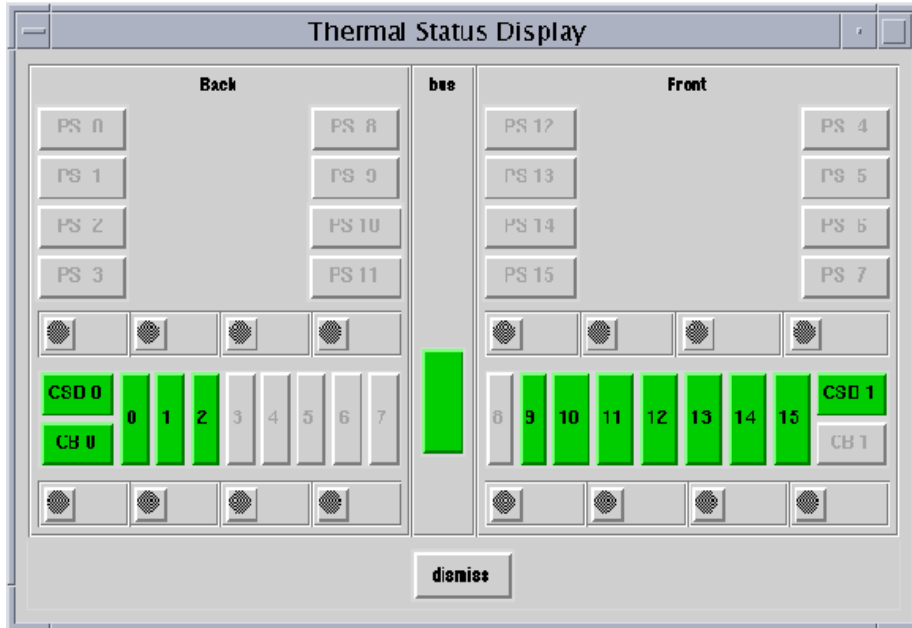 Thermal Status Display
Back bus Front
PS 0 PS 8 PS 12 PS 4
PS 1 PS 9 PS 13 PS 5
PS 2 PS 10 PS 14 PS 6
PS 3 PS 11 PS 15 PS 7
CSD 0 CSD 1
0 1 2 3 4 5 6 7 8 9 10 11 12 13 14 15
CB 0 CB 1
dismiss